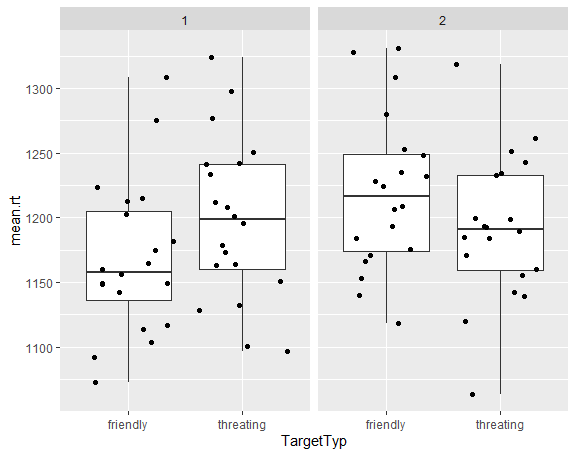 1
2
mean.rt
1300
1250
1200
1150
1100
friendly
threating
friendly
threating
TargetTyp